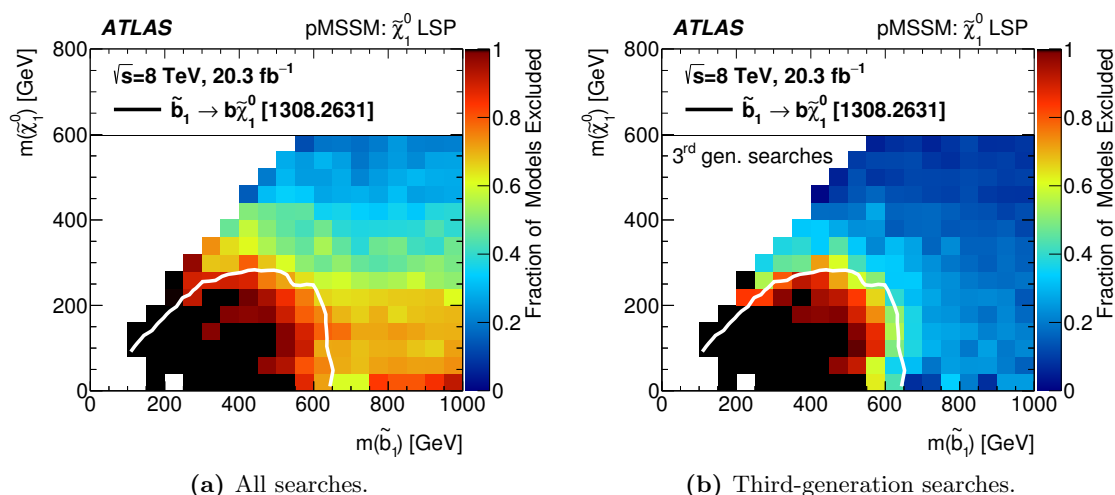 ATLAS pMSSM: χ̃₁⁰ LSP
√s=8 TeV, 20.3 fb⁻¹
b̃₁ → bχ̃₁⁰ [1308.2631]
m(χ̃₁⁰) [GeV]
800
600
400
200
0
0 200 400 600 800 1000
m(b̃₁) [GeV]
1
0.8
0.6
0.4
0.2
0
Fraction of Models Excluded
(a) All searches.
ATLAS pMSSM: χ̃₁⁰ LSP
√s=8 TeV, 20.3 fb⁻¹
b̃₁ → bχ̃₁⁰ [1308.2631]
3ʳᵈ gen. searches
m(χ̃₁⁰) [GeV]
800
600
400
200
0
0 200 400 600 800 1000
m(b̃₁) [GeV]
1
0.8
0.6
0.4
0.2
0
Fraction of Models Excluded
(b) Third-generation searches.